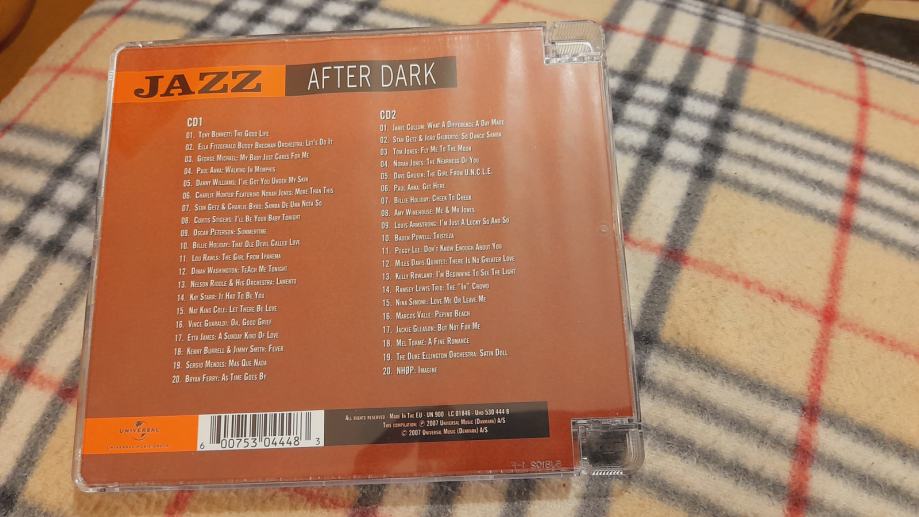 JAZZ AFTER DARK
CD1
01. Tony Bennett: The Good Life
02. Ella Fitzgerald Buddy Bregman Orchestra: Let's Do It
03. George Michael: My Baby Just Cares For Me
04. Paul Anka: Walking In Memphis
05. Danny Williams: I've Got You Under My Skin
06. Charlie Hunter Featuring Norah Jones: More Than This
07. Stan Getz & Charlie Byrd: Samba De Una Nota So
08. Curtis Stigers: I'll Be Your Baby Tonight
09. Oscar Peterson: Summertime
10. Billie Holiday: That Ole Devil Called Love
11. Lou Rawls: The Girl From Ipanema
12. Dinah Washington: Teach Me Tonight
13. Nelson Riddle & His Orchestra: Lamento
14. Kay Starr: It Had To Be You
15. Nat King Cole: Let There Be Love
16. Vince Guaraldi: Oh, Good Grief
17. Etta James: A Sunday Kind Of Love
18. Kenny Burrell & Jimmy Smith: Fever
19. Sergio Mendes: Mas Que Nada
20. Bryan Ferry: As Time Goes By
CD2
01. Jamie Cullum: What A Difference A Day Made
02. Stan Getz & João Gilberto: So Danco Samba
03. Tom Jones: Fly Me To The Moon
04. Norah Jones: The Nearness Of You
05. Dave Grusin: The Girl From U.N.C.L.E.
06. Paul Anka: Get Here
07. Billie Holiday: Cheek To Cheek
08. Amy Winehouse: Me & Mr Jones
09. Louis Armstrong: I'm Just A Lucky So And So
10. Baden Powell: Tristeza
11. Peggy Lee: Don't Know Enough About You
12. Miles Davis Quintet: There Is No Greater Love
13. Kelly Rowland: I'm Beginning To See The Light
14. Ramsey Lewis Trio: The "In" Crowd
15. Nina Simone: Love Me Or Leave Me
16. Marcos Valle: Pepino Beach
17. Jackie Gleason: But Not For Me
18. Mel Tormé: A Fine Romance
19. The Duke Ellington Orchestra: Satin Doll
20. NHØP: Imagine
UNIVERSAL
6 00753 04448 3
All rights reserved · Made In The EU · UN 900 LC 01846 · Uno 530 444 8
This compilation: ℗ 2007 Universal Music (Denmark) A/S
© 2007 Universal Music (Denmark) A/S